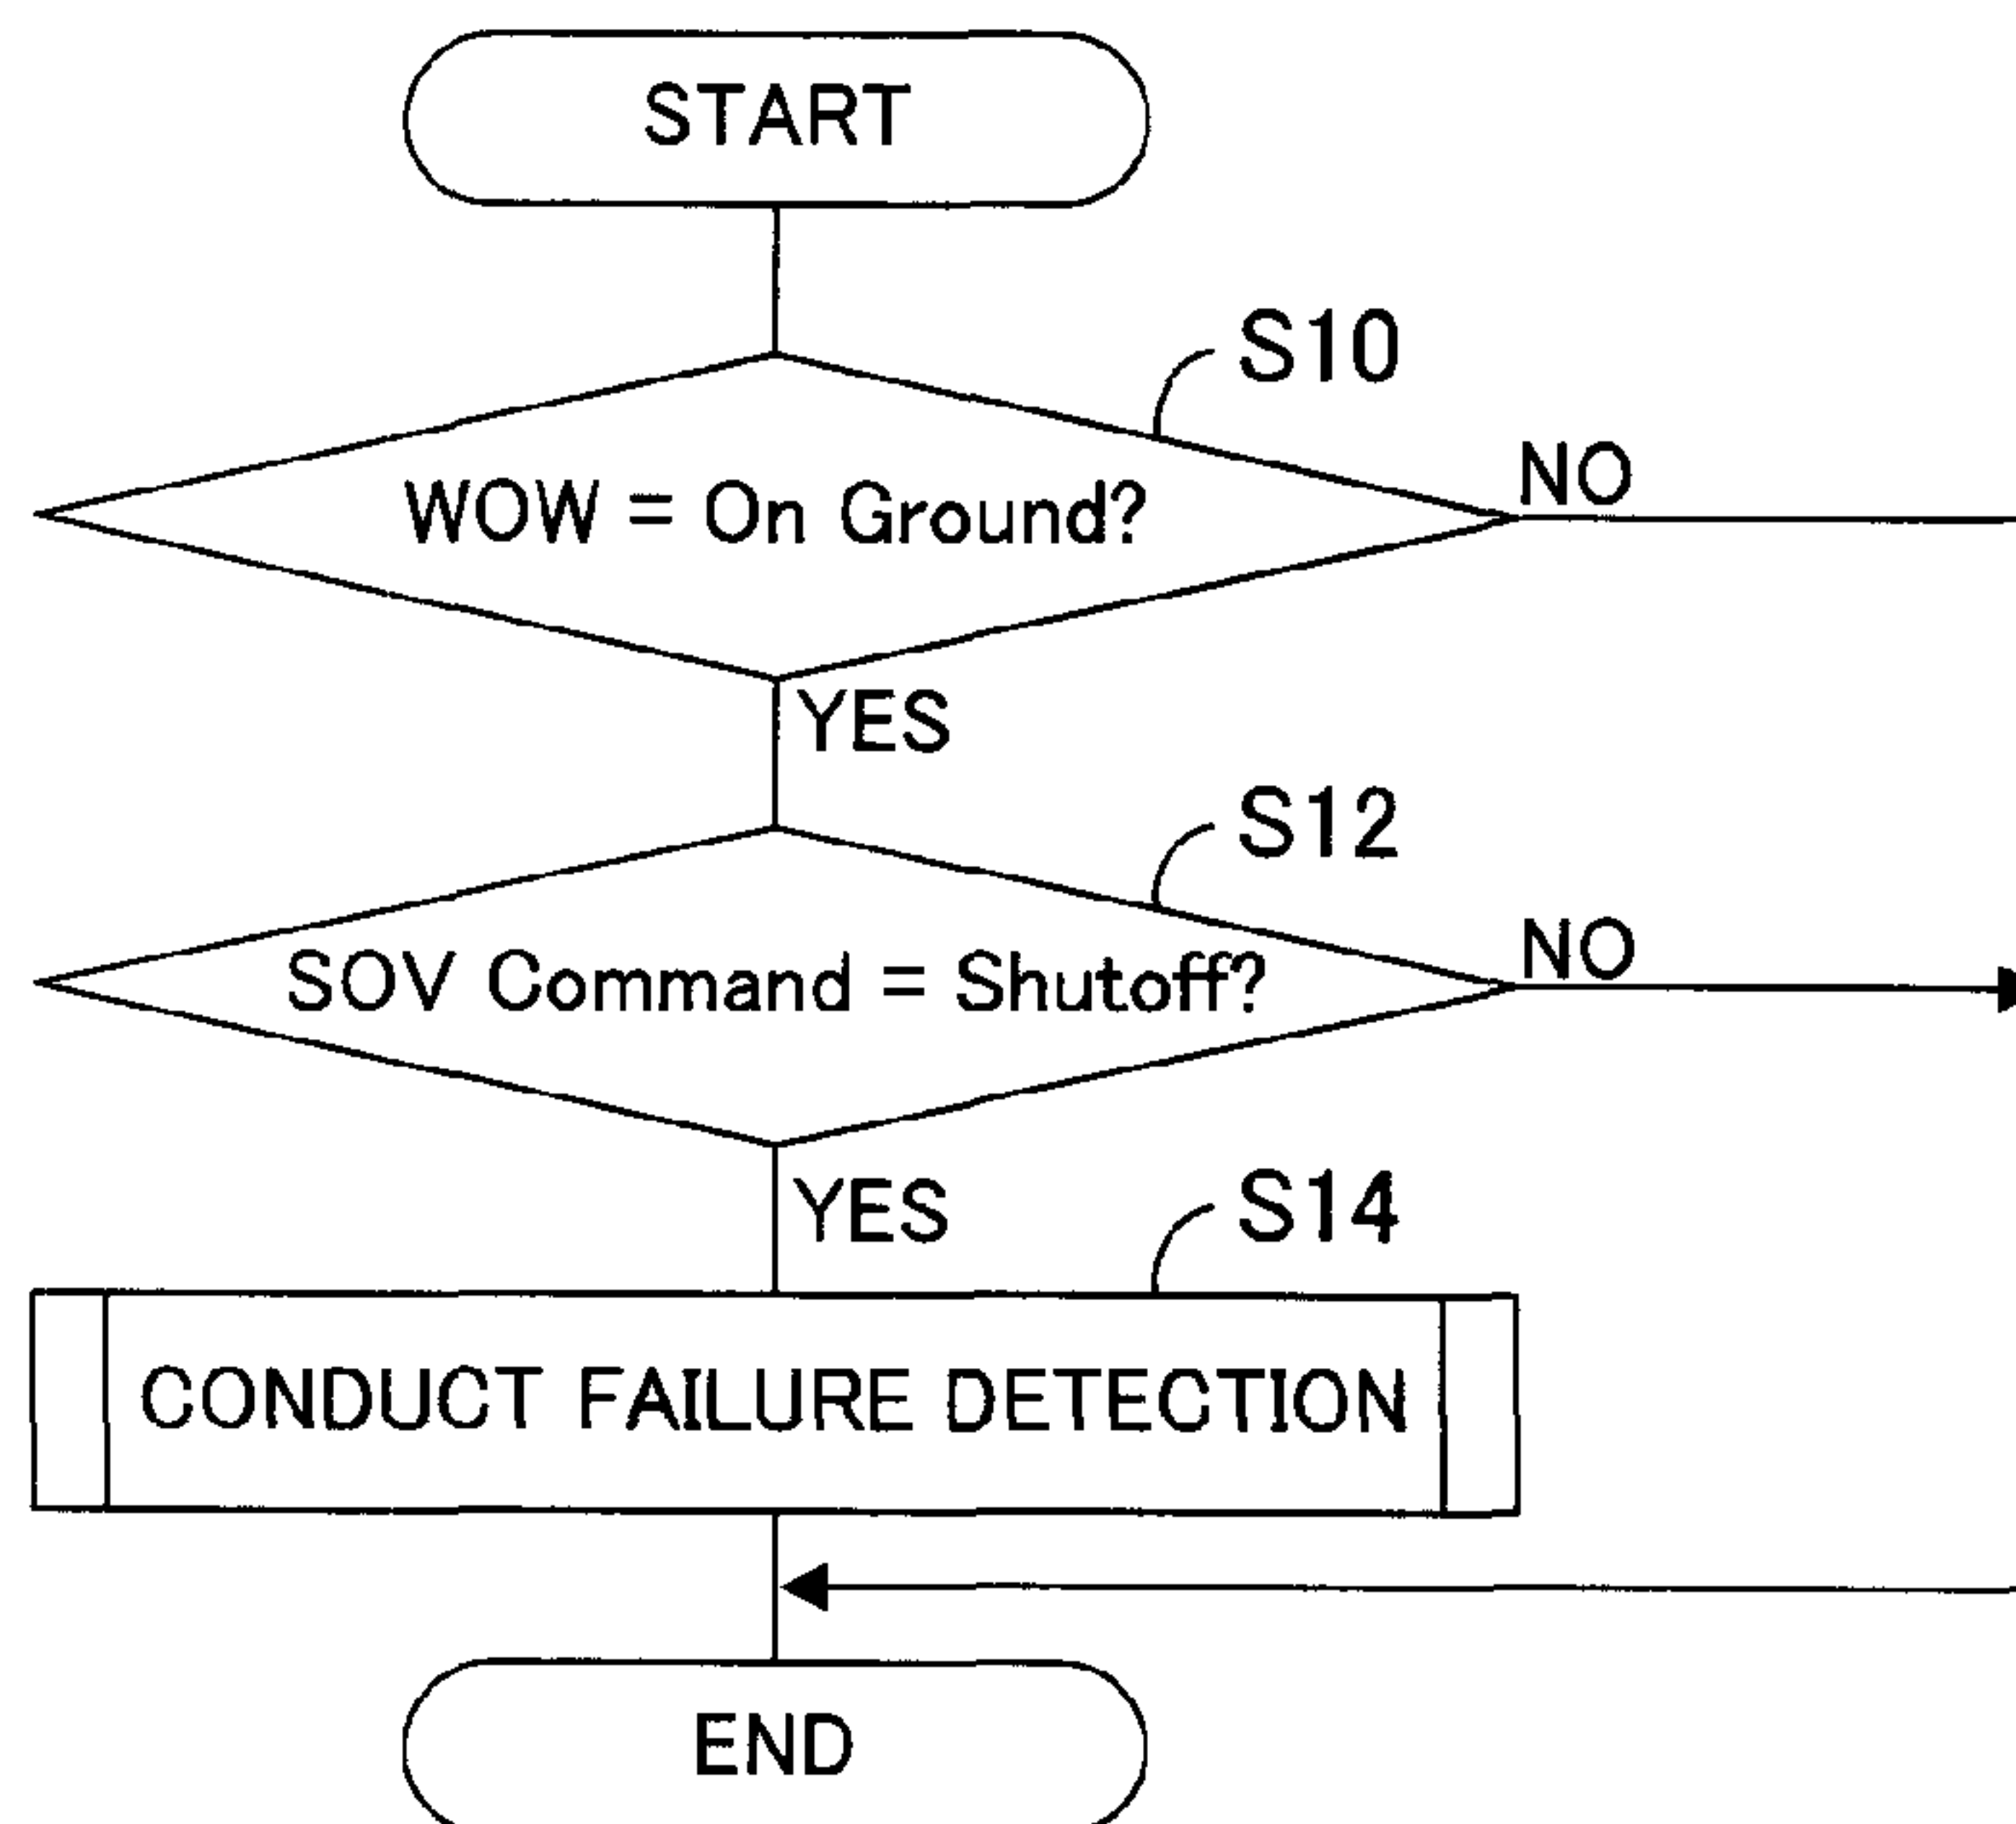 START
S10
WOW = On Ground?
NO
YES
S12
SOV Command = Shutoff?
NO
YES
S14
CONDUCT FAILURE DETECTION
END